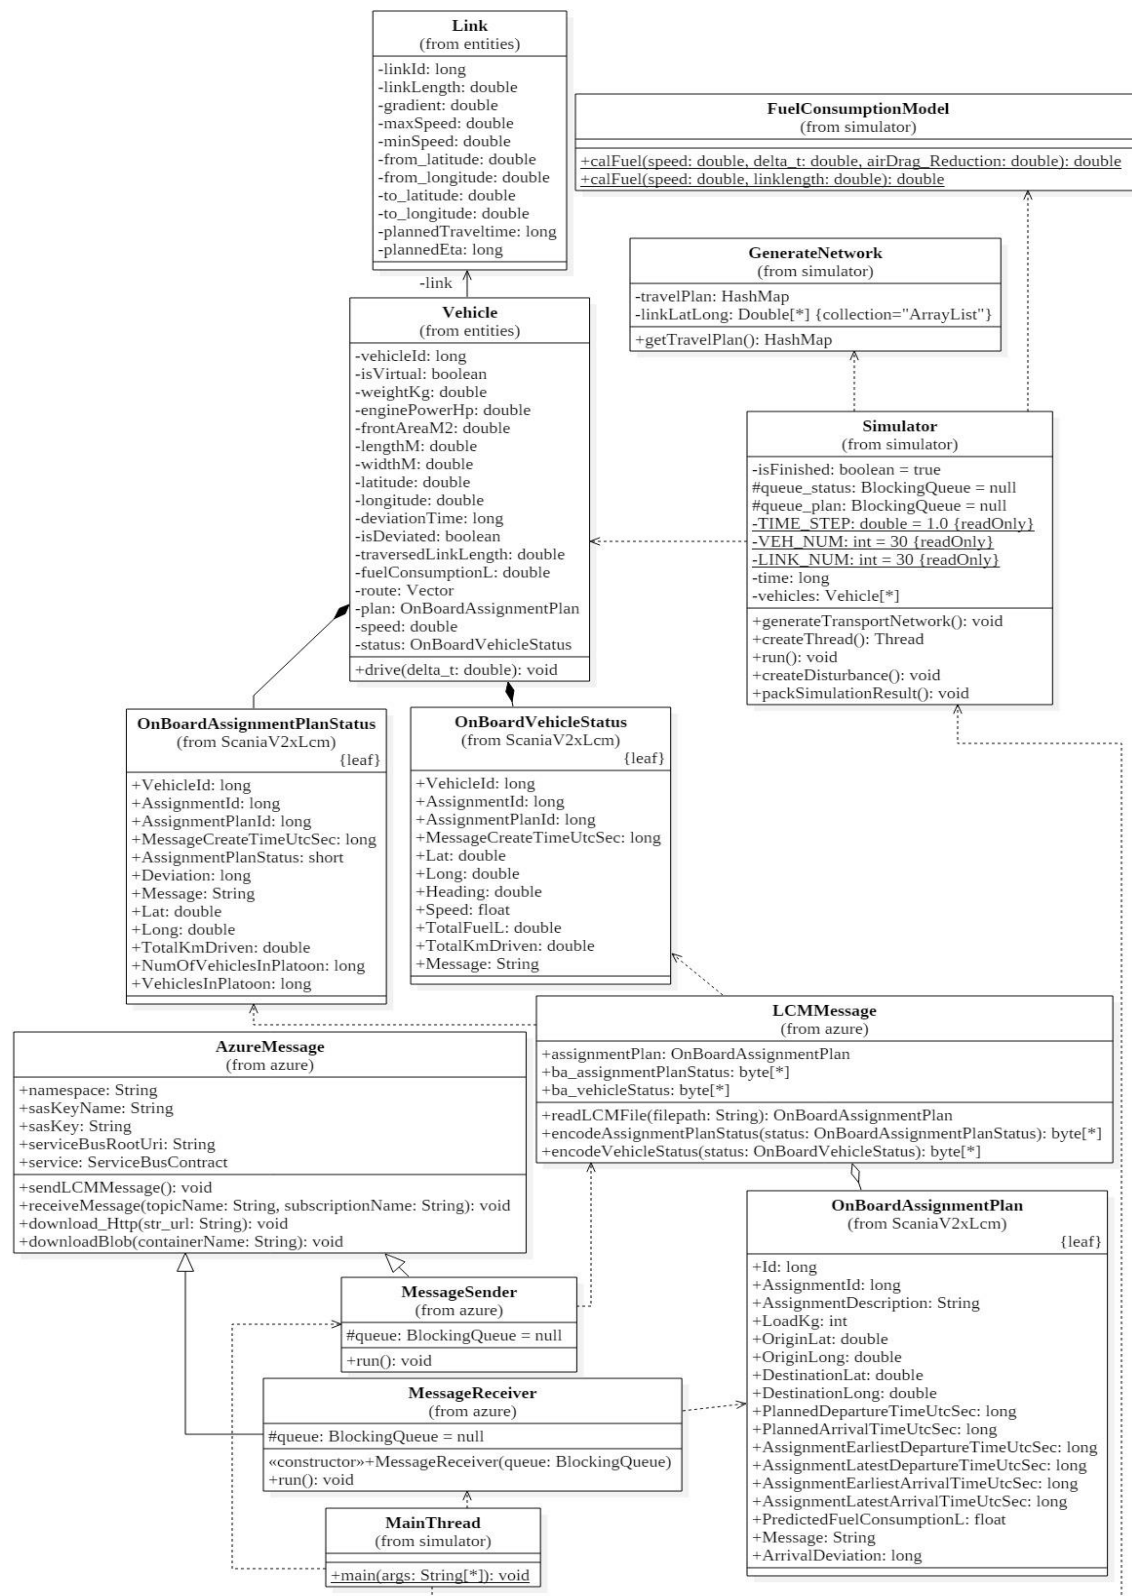 Link
(from entities)
-linkId: long
-linkLength: double
-gradient: double
-maxSpeed: double
-minSpeed: double
-from_latitude: double
-from_longitude: double
-to_latitude: double
-to_longitude: double
-plannedTraveltime: long
-plannedEta: long
FuelConsumptionModel
(from simulator)
+calFuel(speed: double, delta_t: double, airDrag_Reduction: double): double
+calFuel(speed: double, linklength: double): double
GenerateNetwork
(from simulator)
-travelPlan: HashMap
-linkLatLong: Double[*] {collection="ArrayList"}
+getTravelPlan(): HashMap
-link
Vehicle
(from entities)
-vehicleId: long
-isVirtual: boolean
-weightKg: double
-enginePowerHp: double
-frontAreaM2: double
-lengthM: double
-widthM: double
-latitude: double
-longitude: double
-deviationTime: long
-isDeviated: boolean
-traversedLinkLength: double
-fuelConsumptionL: double
-route: Vector
-plan: OnBoardAssignmentPlan
-speed: double
-status: OnBoardVehicleStatus
+drive(delta_t: double): void
Simulator
(from simulator)
-isFinished: boolean = true
#queue_status: BlockingQueue = null
#queue_plan: BlockingQueue = null
-TIME_STEP: double = 1.0 {readOnly}
-VEH_NUM: int = 30 {readOnly}
-LINK_NUM: int = 30 {readOnly}
-time: long
-vehicles: Vehicle[*]
+generateTransportNetwork(): void
+createThread(): Thread
+run(): void
+createDisturbance(): void
+packSimulationResult(): void
OnBoardAssignmentPlanStatus
(from ScaniaV2xLcm)
{leaf}
+VehicleId: long
+AssignmentId: long
+AssignmentPlanId: long
+MessageCreateTimeUtcSec: long
+AssignmentPlanStatus: short
+Deviation: long
+Message: String
+Lat: double
+Long: double
+TotalKmDriven: double
+NumOfVehiclesInPlatoon: long
+VehiclesInPlatoon: long
OnBoardVehicleStatus
(from ScaniaV2xLcm)
{leaf}
+VehicleId: long
+AssignmentId: long
+AssignmentPlanId: long
+MessageCreateTimeUtcSec: long
+Lat: double
+Long: double
+Heading: double
+Speed: float
+TotalFuelL: double
+TotalKmDriven: double
+Message: String
LCMMessage
(from azure)
+assignmentPlan: OnBoardAssignmentPlan
+ba_assignmentPlanStatus: byte[*]
+ba_vehicleStatus: byte[*]
+readLCMFile(filepath: String): OnBoardAssignmentPlan
+encodeAssignmentPlanStatus(status: OnBoardAssignmentPlanStatus): byte[*]
+encodeVehicleStatus(status: OnBoardVehicleStatus): byte[*]
AzureMessage
(from azure)
+namespace: String
+sasKeyName: String
+sasKey: String
+serviceBusRootUri: String
+service: ServiceBusContract
+sendLCMMessage(): void
+receiveMessage(topicName: String, subscriptionName: String): void
+download_Http(str_url: String): void
+downloadBlob(containerName: String): void
OnBoardAssignmentPlan
(from ScaniaV2xLcm)
{leaf}
+Id: long
+AssignmentId: long
+AssignmentDescription: String
+LoadKg: int
+OriginLat: double
+OriginLong: double
+DestinationLat: double
+DestinationLong: double
+PlannedDepartureTimeUtcSec: long
+PlannedArrivalTimeUtcSec: long
+AssignmentEarliestDepartureTimeUtcSec: long
+AssignmentLatestDepartureTimeUtcSec: long
+AssignmentEarliestArrivalTimeUtcSec: long
+AssignmentLatestArrivalTimeUtcSec: long
+PredictedFuelConsumptionL: float
+Message: String
+ArrivalDeviation: long
MessageSender
(from azure)
#queue: BlockingQueue = null
+run(): void
MessageReceiver
(from azure)
#queue: BlockingQueue = null
«constructor»+MessageReceiver(queue: BlockingQueue)
+run(): void
MainThread
(from simulator)
+main(args: String[*]): void